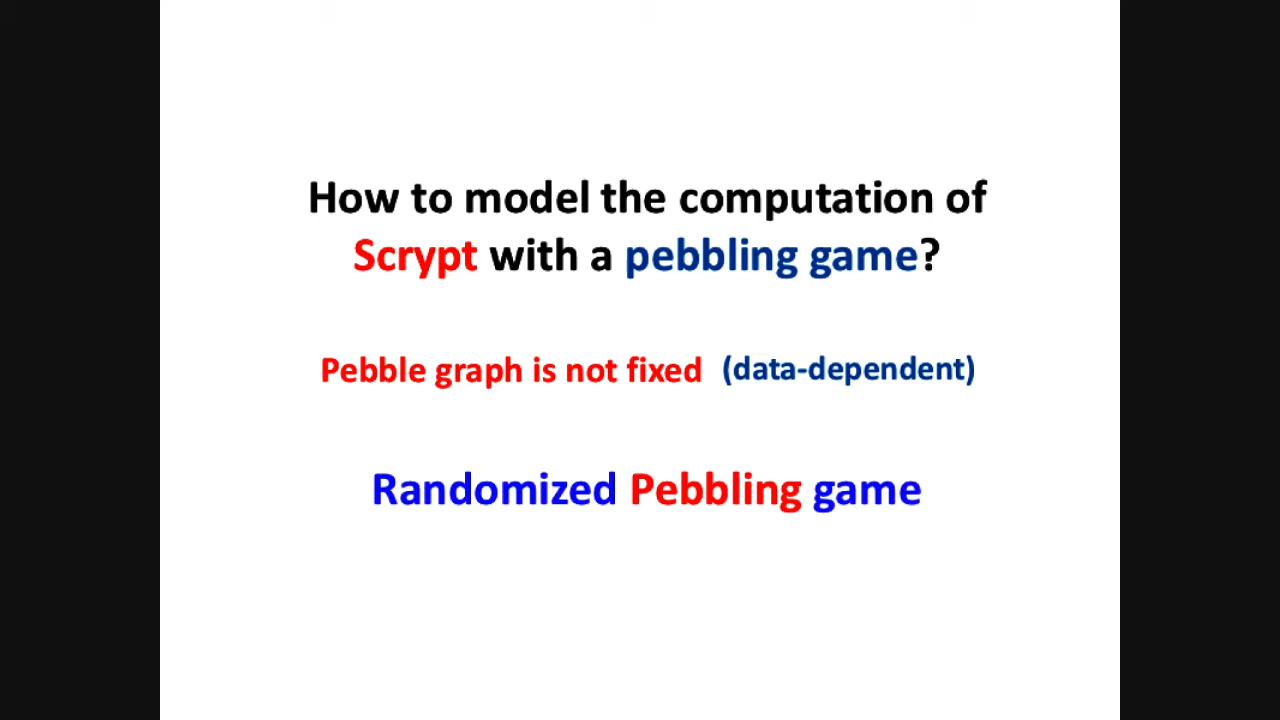 How to model the computation of
Scrypt with a pebbling game?
Pebble graph is not fixed (data-dependent)
Randomized Pebbling game